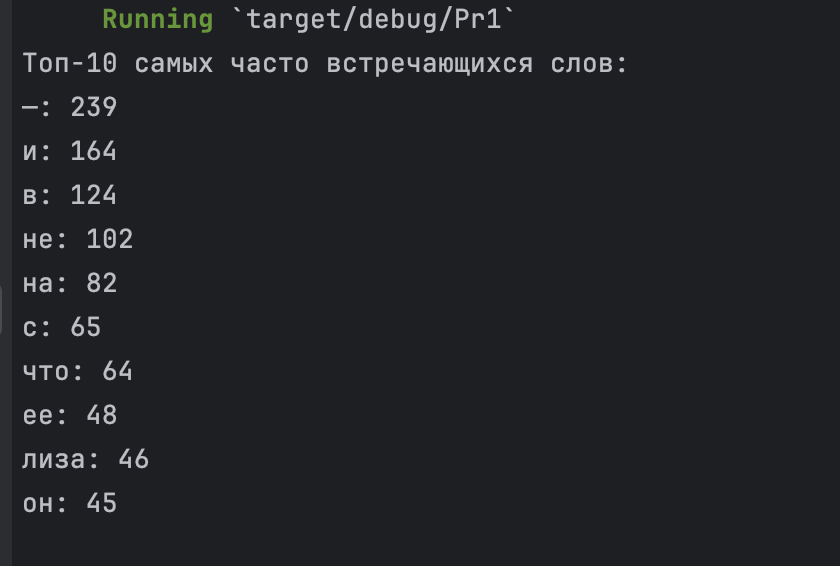 Running `target/debug/Pr1`
Топ-10 самых часто встречающихся слов:
—: 239
и: 164
в: 124
не: 102
на: 82
с: 65
что: 64
ее: 48
лиза: 46
он: 45